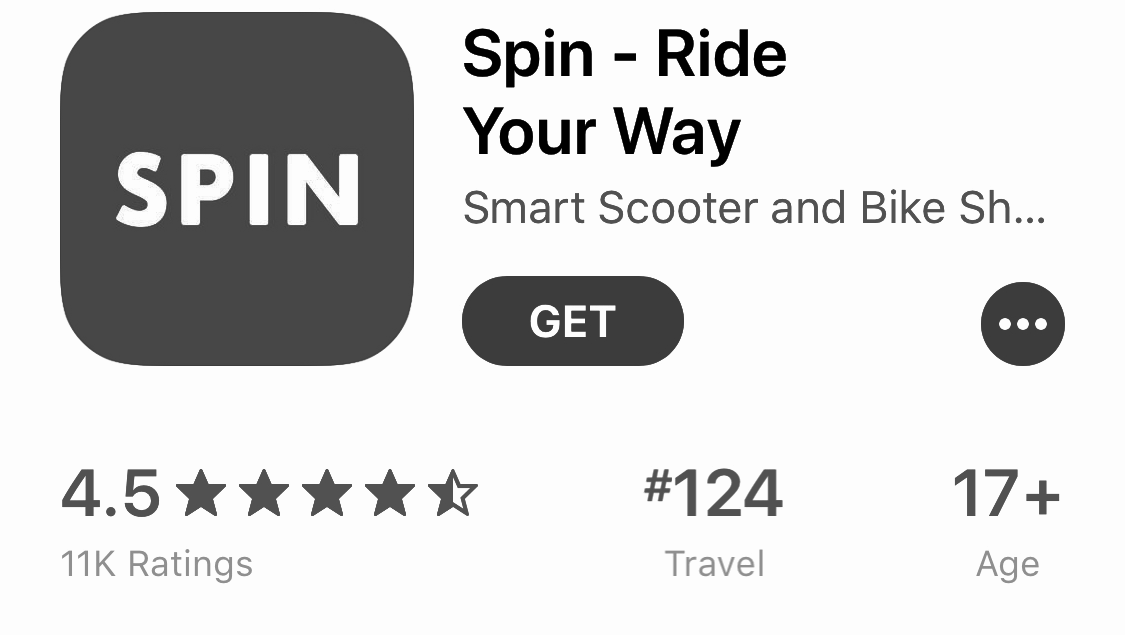 SPIN
Spin - Ride
Your Way
Smart Scooter and Bike Sh...
GET
4.5
#124
17+
11K Ratings
Travel
Age